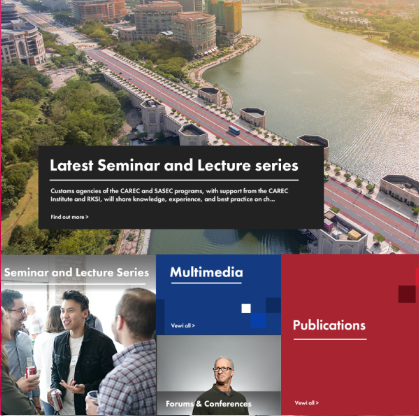 Latest Seminar and Lecture series
Customs agencies of the CAREC and SASEC programs, with support from the CAREC
Institute and RKSI, will share knowledge, experience, and best practice on ch...
Find out more >
Seminar and Lecture Series
Multimedia
Vewl all >
Forums & Conferences
Publications
Vewl all >